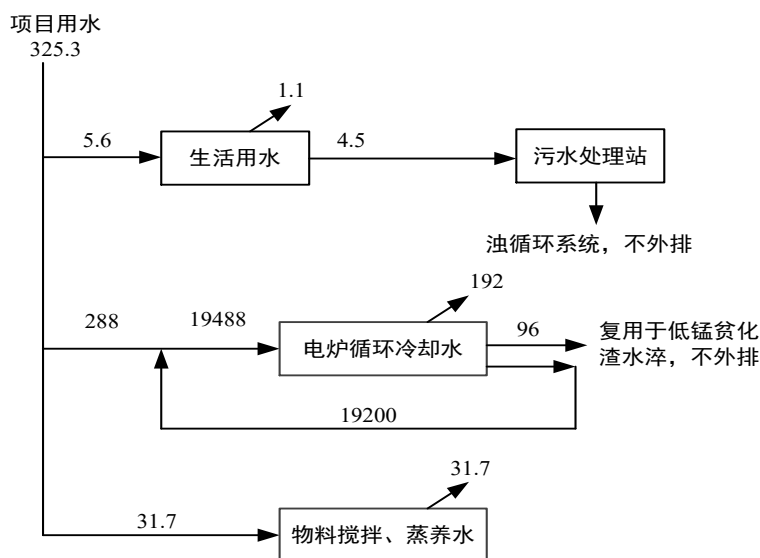 项目用水
325.3
1.1
5.6
生活用水
4.5
污水处理站
浊循环系统，不外排
192
288
19488
电炉循环冷却水
96
复用于低锰贫化
渣水淬，不外排
19200
31.7
31.7
物料搅拌、蒸养水